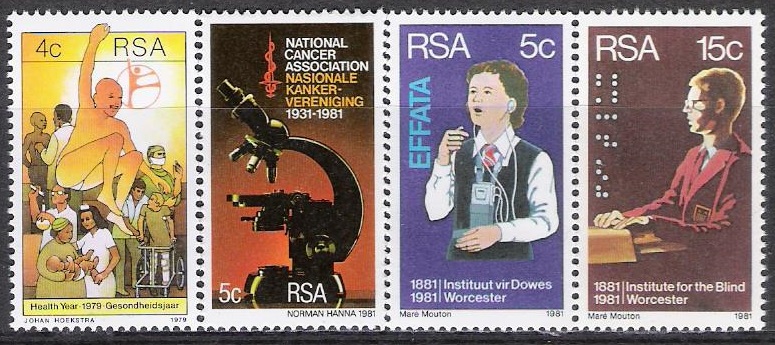 4c RSA
Health Year·1979·Gesondheidsjaar
JOHAN HOEKSTRA 1979
NATIONAL
CANCER
ASSOCIATION
NASIONALE
KANKER-
VERENIGING
1931-1981
5c RSA
NORMAN HANNA 1981
RSA 5c
EFFATA
1881 | Instituut vir Dowes
1981 | Worcester
Maré Mouton 1981
RSA 15c
1881 | Institute for the Blind
1981 | Worcester
Maré Mouton 1981